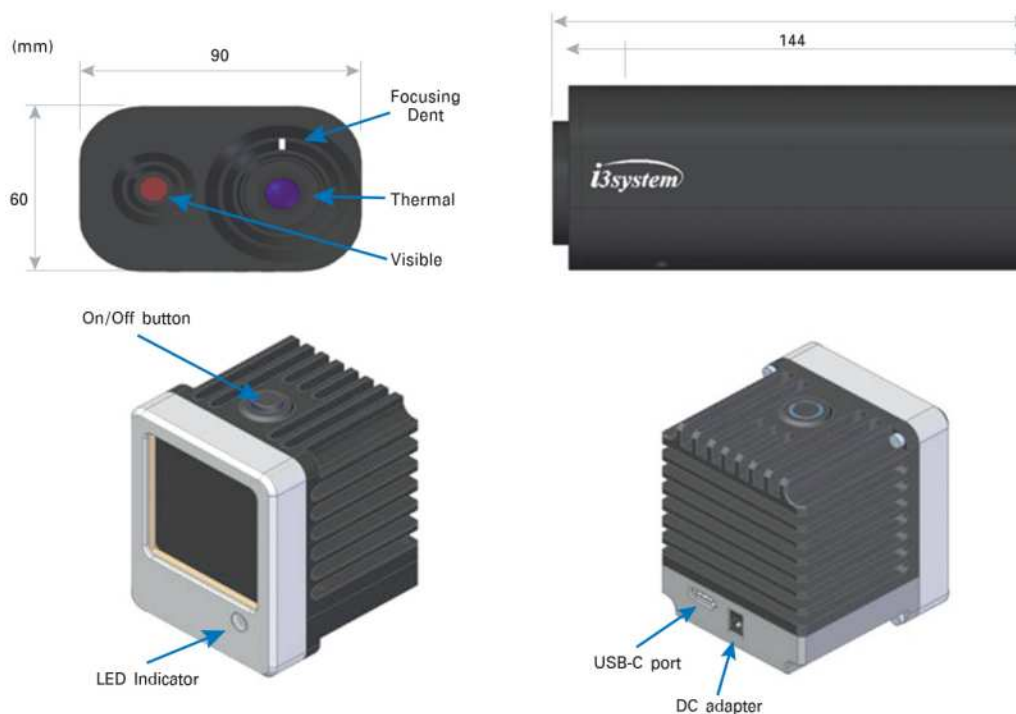 (mm)
90
144
Focusing
Dent
60
Thermal
Visible
i3system
On/Off button
LED Indicator
USB-C port
DC adapter